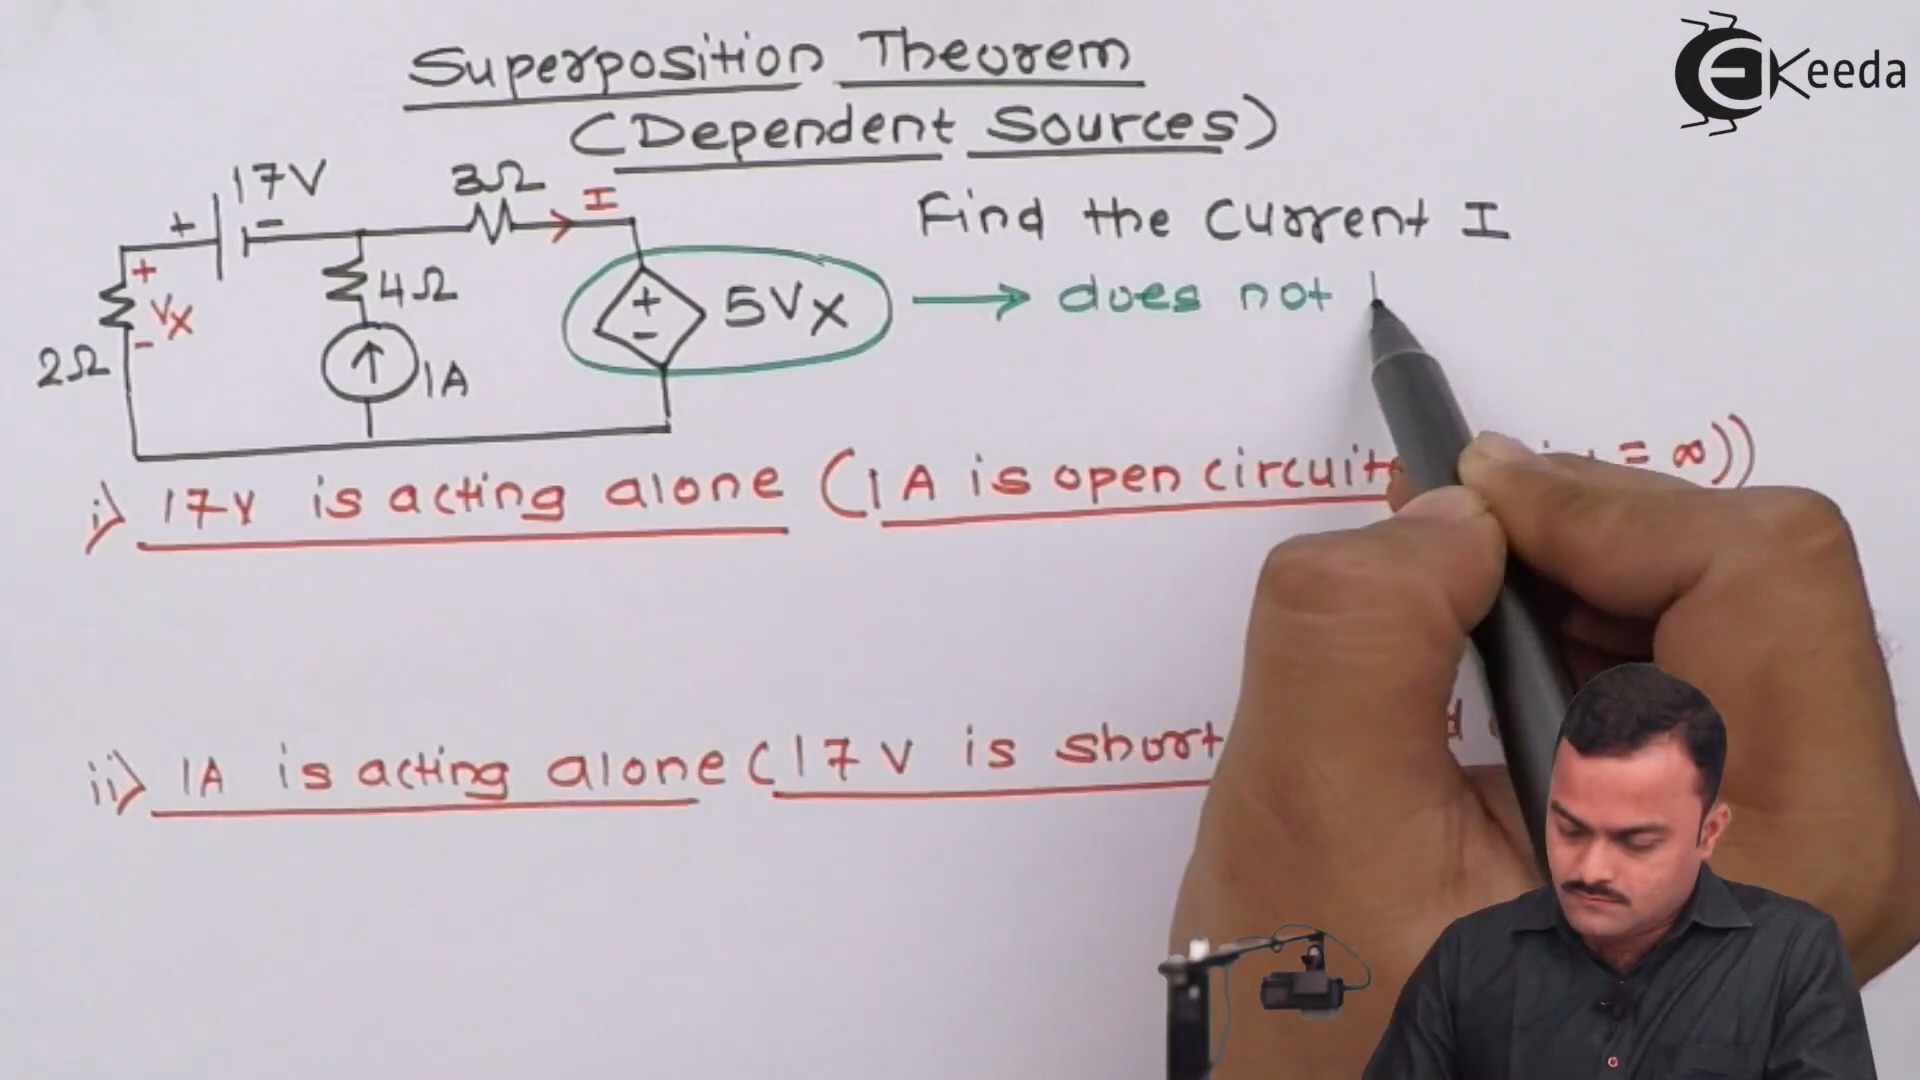 Superposition Theorem
(Dependent Sources)
Keeda
17V
3Ω
I
+
-
Find the Current I
+
Vx
-
4Ω
+
-
5Vx
→ does not
2Ω
1A
i) 17V is acting alone (1A is open circuit = ∞))
ii) 1A is acting alone (17V is short